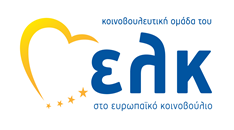 κοινοβουλευτική ομάδα του
ελκ
στο ευρωπαϊκό κοινοβούλιο